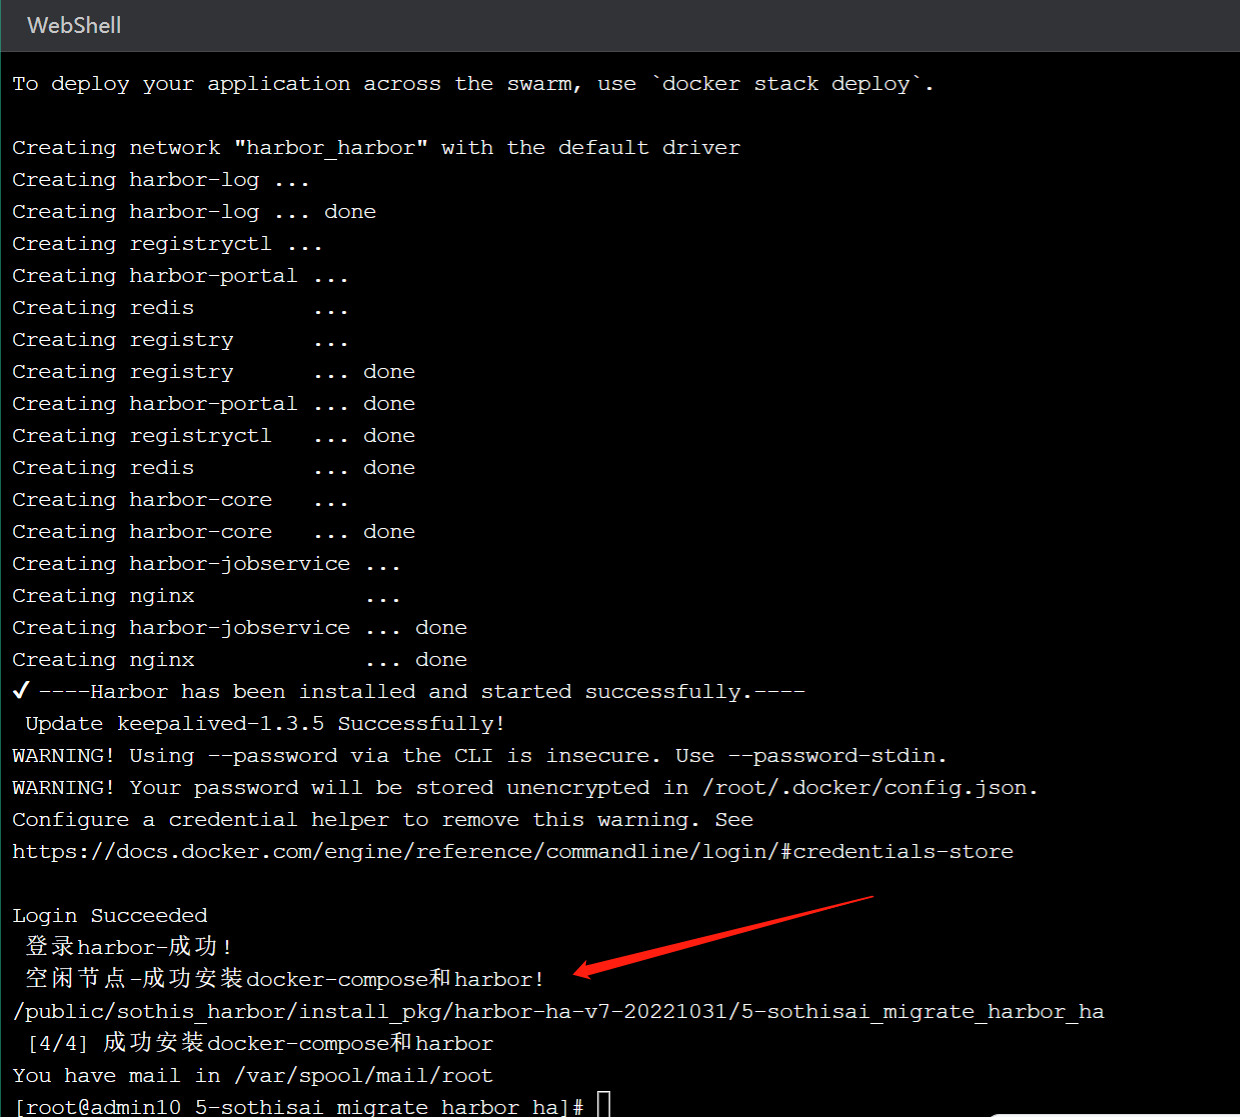 WebShell
To deploy your application across the swarm, use `docker stack deploy`.
Creating network "harbor_harbor" with the default driver
Creating harbor-log ...
Creating harbor-log ... done
Creating registryctl ...
Creating harbor-portal ...
Creating redis         ...
Creating registry      ...
Creating registry      ... done
Creating harbor-portal ... done
Creating registryctl   ... done
Creating redis         ... done
Creating harbor-core   ...
Creating harbor-core   ... done
Creating harbor-jobservice ...
Creating nginx             ...
Creating harbor-jobservice ... done
Creating nginx             ... done
✔ ----Harbor has been installed and started successfully.----
Update keepalived-1.3.5 Successfully!
WARNING! Using --password via the CLI is insecure. Use --password-stdin.
WARNING! Your password will be stored unencrypted in /root/.docker/config.json.
Configure a credential helper to remove this warning. See
https://docs.docker.com/engine/reference/commandline/login/#credentials-store
Login Succeeded
登录harbor-成功!
空闲节点-成功安装docker-compose和harbor!
/public/sothis_harbor/install_pkg/harbor-ha-v7-20221031/5-sothisai_migrate_harbor_ha
[4/4] 成功安装docker-compose和harbor
You have mail in /var/spool/mail/root
[root@admin10 5-sothisai_migrate_harbor_ha]#